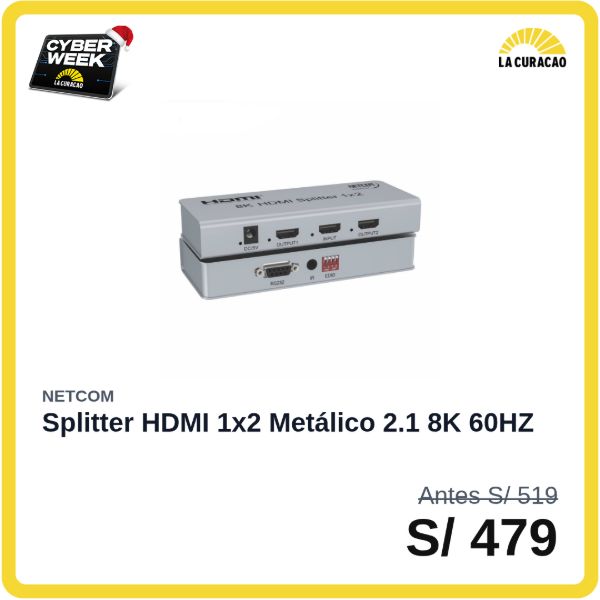 CYBER
WEEK
LA CURACAO
LA CURACAO
HDMI
8K HDMI Splitter 1x2
DC/5V
OUTPUT1
INPUT
OUTPUT2
RS232
IR
EDID
NETCOM
Splitter HDMI 1x2 Metálico 2.1 8K 60HZ
Antes S/ 519
S/ 479